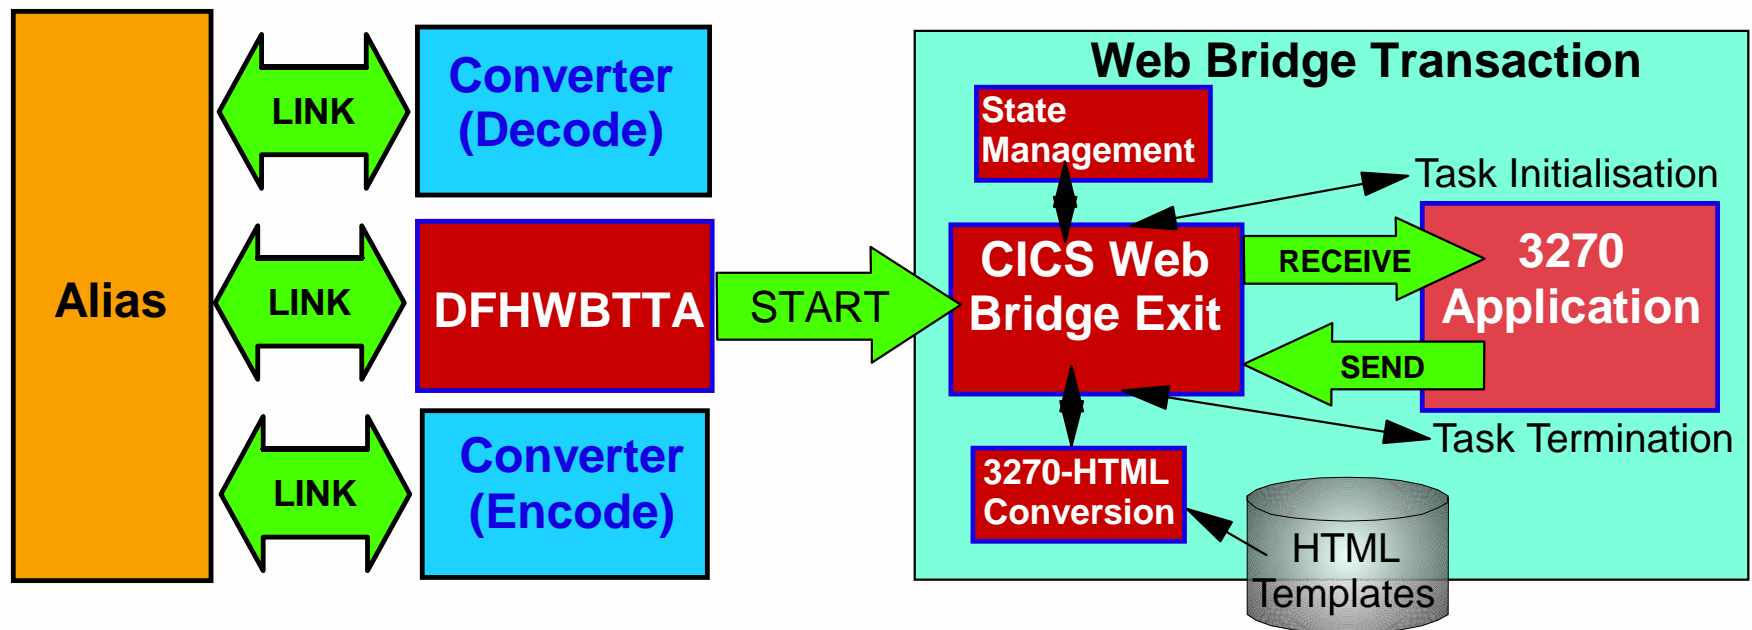 Alias
LINK
Converter
(Decode)
LINK
DFHWBTTA
START
LINK
Converter
(Encode)
Web Bridge Transaction
State
Management
Task Initialisation
CICS Web
Bridge Exit
RECEIVE
3270
Application
SEND
Task Termination
3270-HTML
Conversion
HTML
Templates